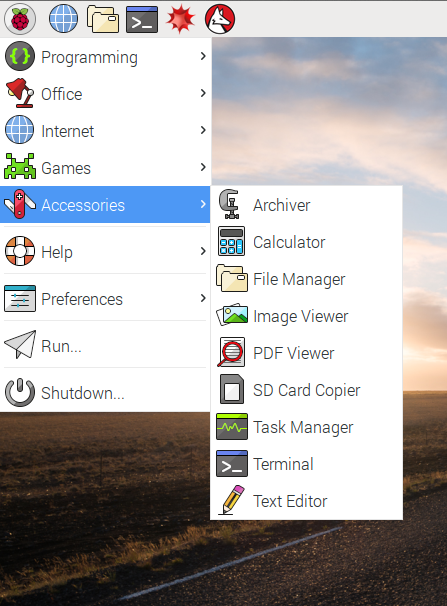 Programming
Office
Internet
Games
Accessories
Help
Preferences
Run...
Shutdown...
Archiver
Calculator
File Manager
Image Viewer
PDF Viewer
SD Card Copier
Task Manager
Terminal
Text Editor